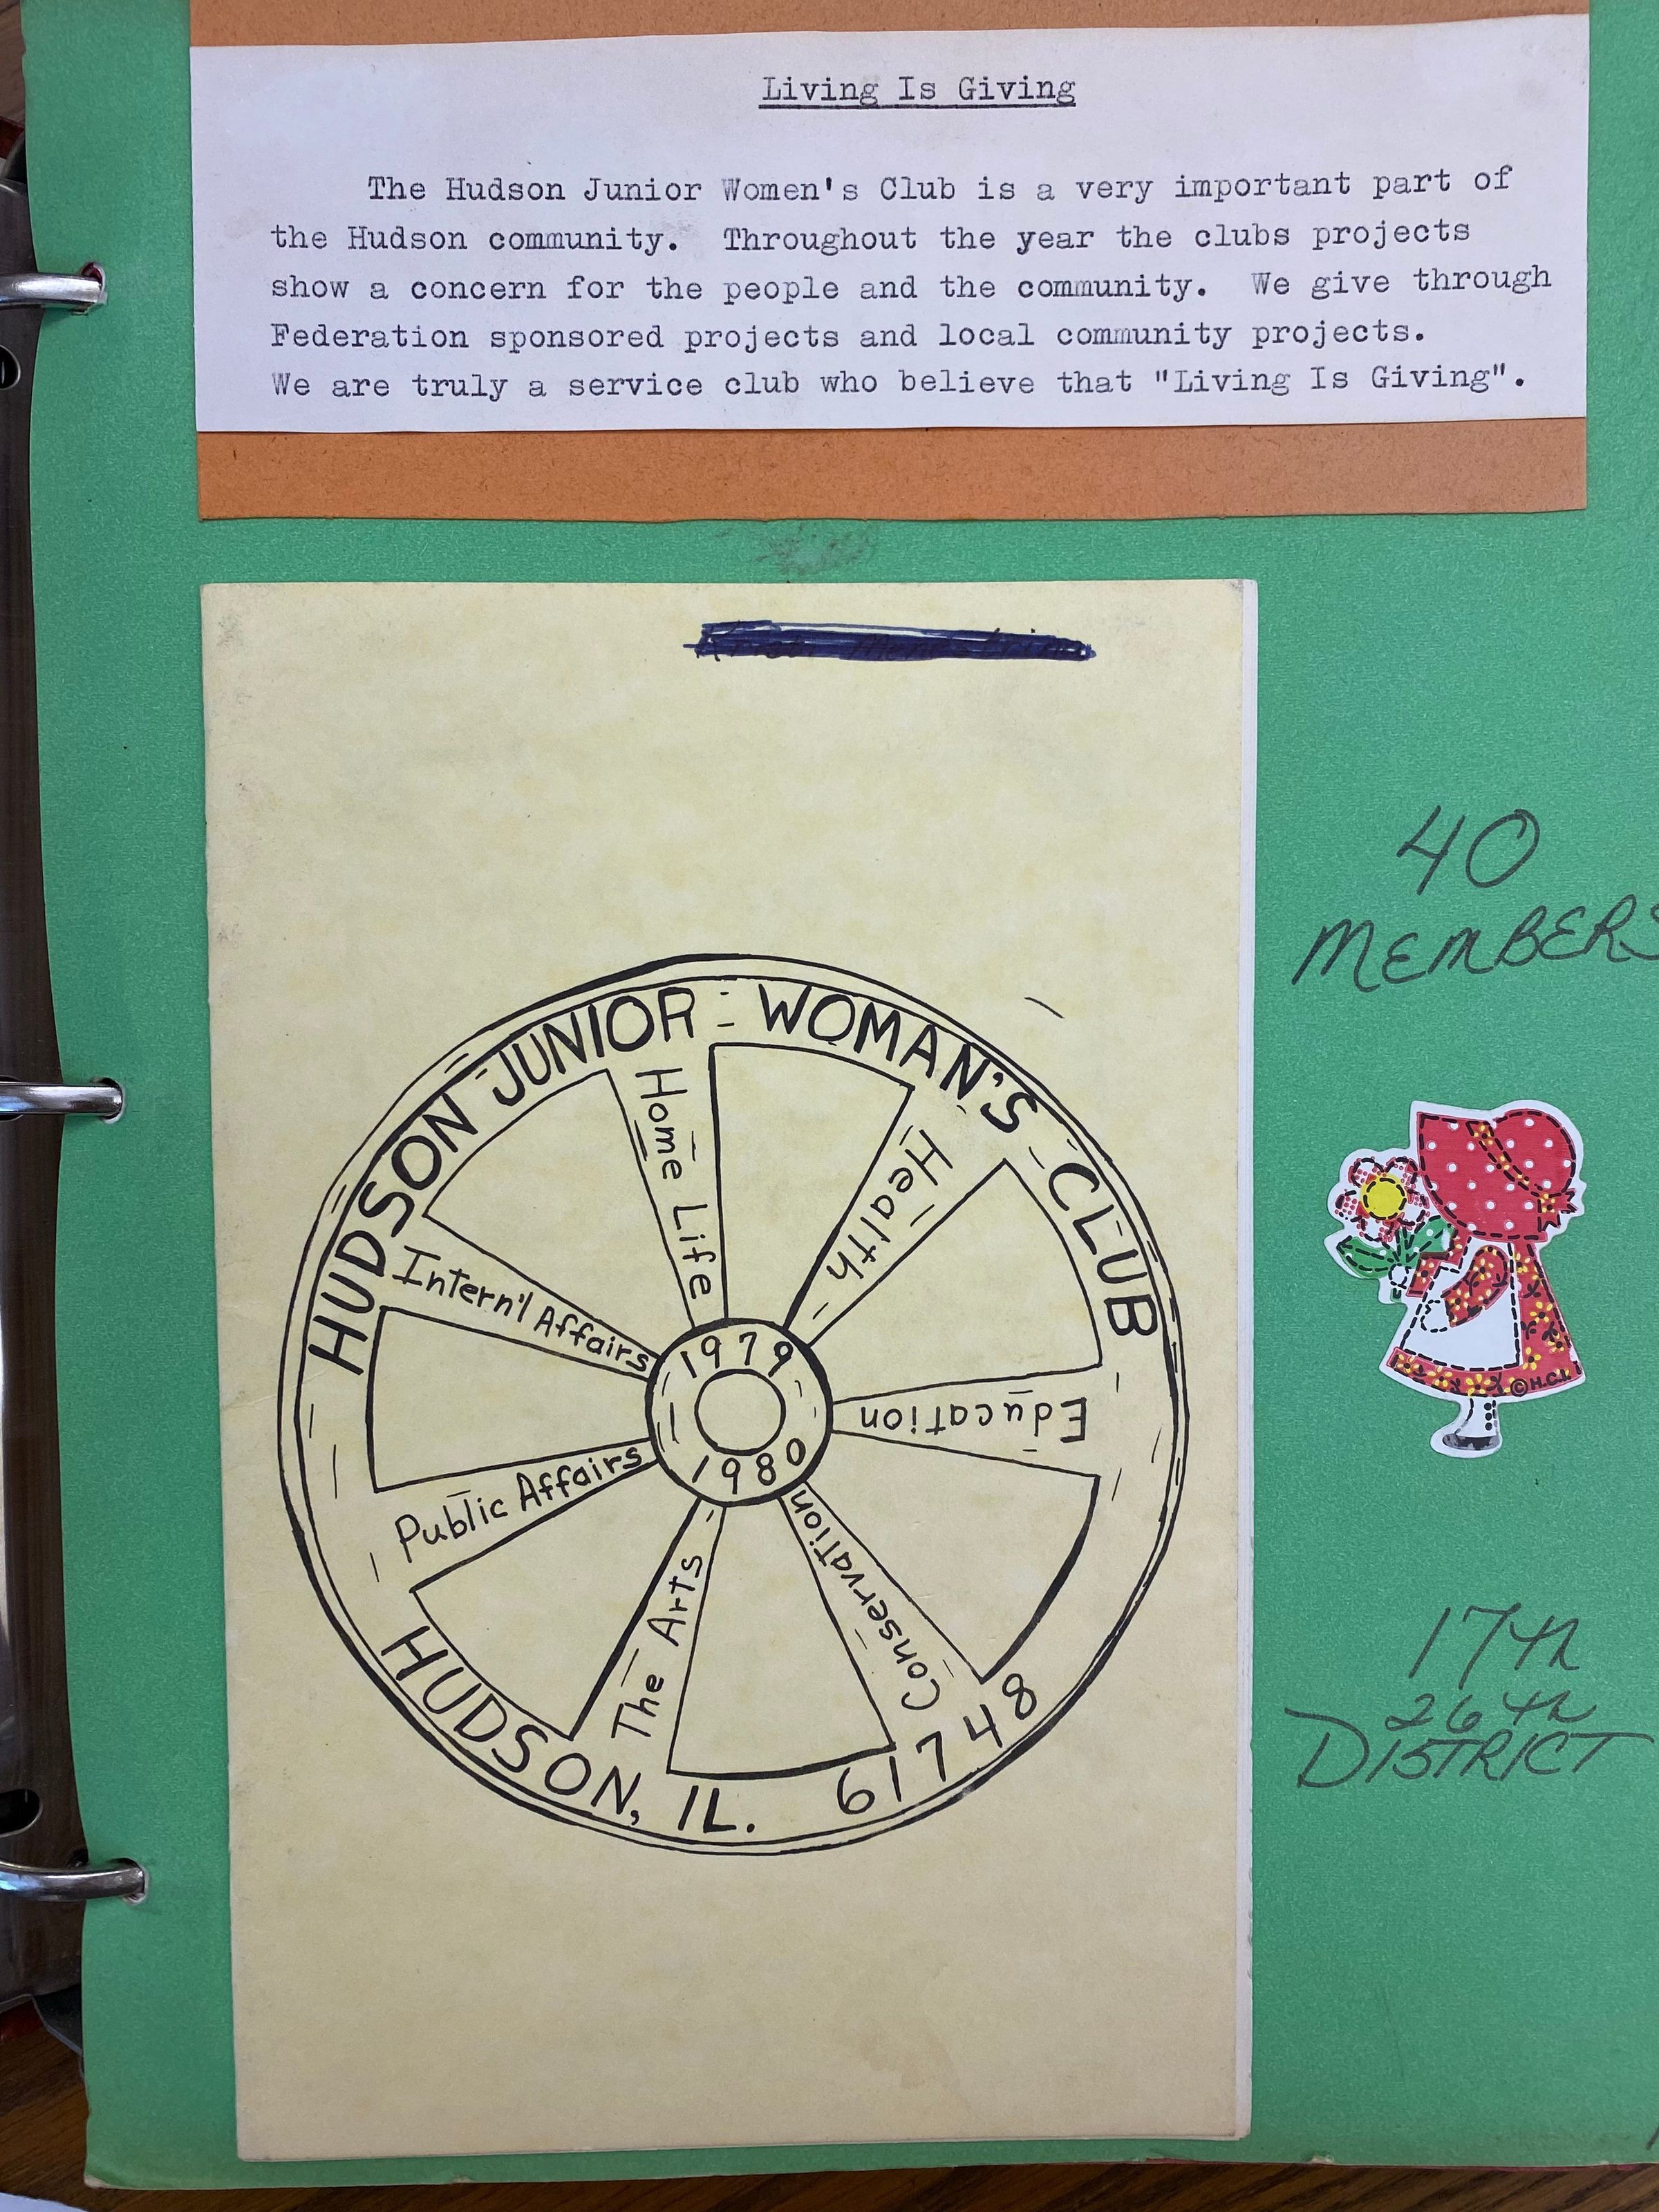 Living Is Giving
The Hudson Junior Women's Club is a very important part of
the Hudson community. Throughout the year the clubs projects
show a concern for the people and the community. We give through
Federation sponsored projects and local community projects.
We are truly a service club who believe that "Living Is Giving".
HUDSON JUNIOR WOMAN'S CLUB
Home Life
Health
Intern'l Affairs
1979
Education
1980
Public Affairs
Conservation
The Arts
HUDSON, IL. 61748
40
MEMBERS
© H.C.I.
17th
26th
DISTRICT